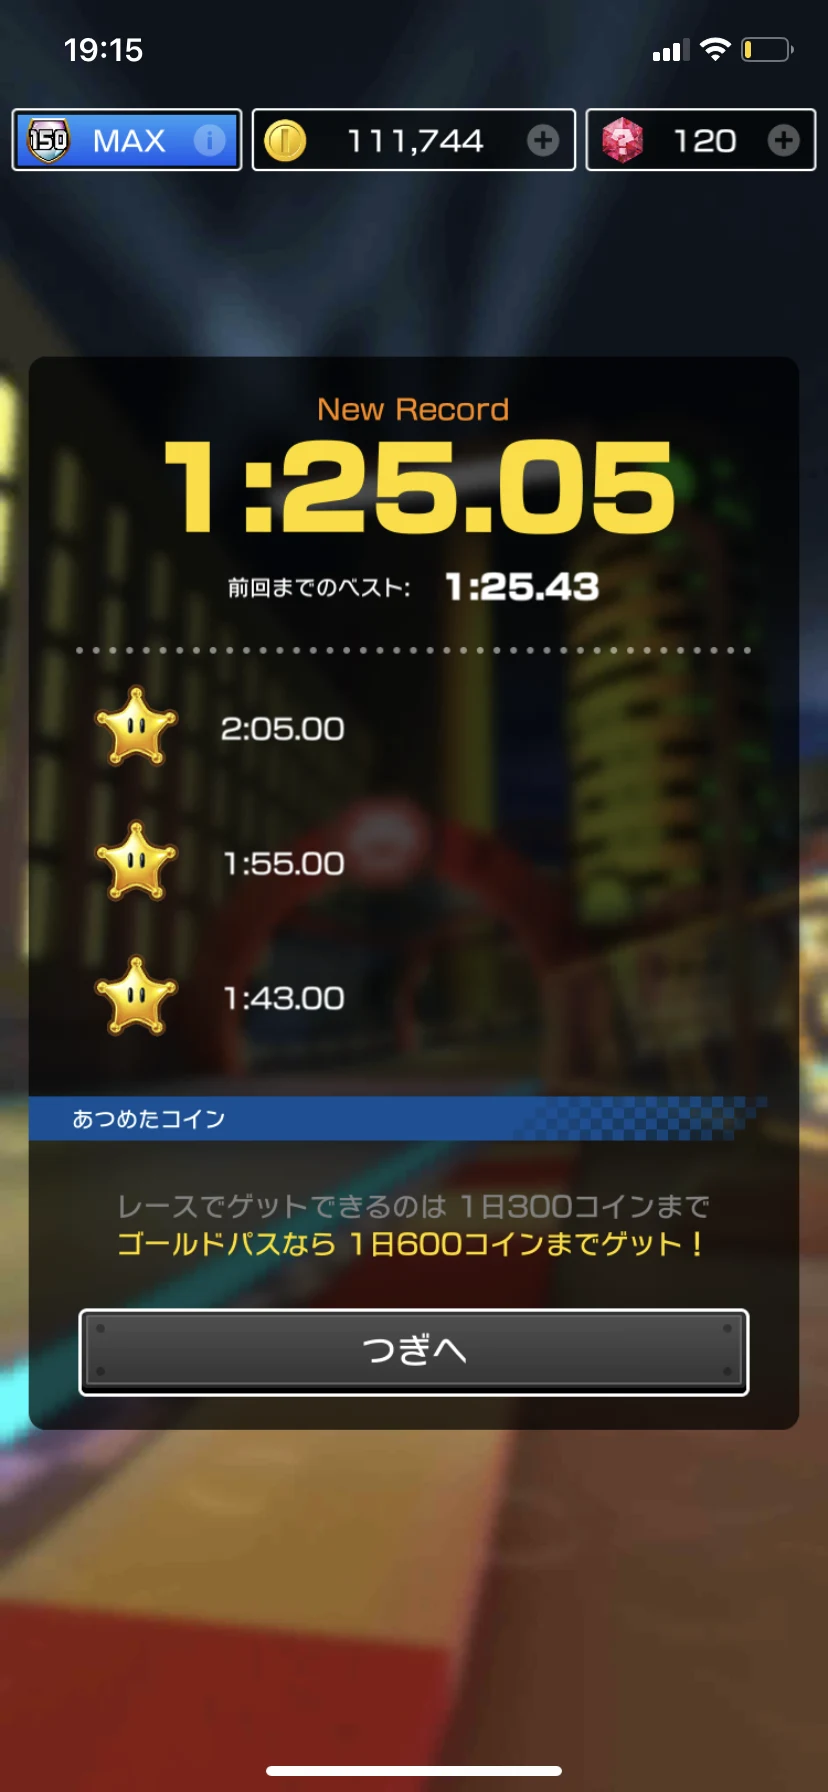 19:15
150 MAX i 111,744 + 120 +
New Record
1:25.05
前回までのベスト: 1:25.43
2:05.00
1:55.00
1:43.00
あつめたコイン
レースでゲットできるのは 1日300コインまで
ゴールドパスなら 1日600コインまでゲット！
つぎへ